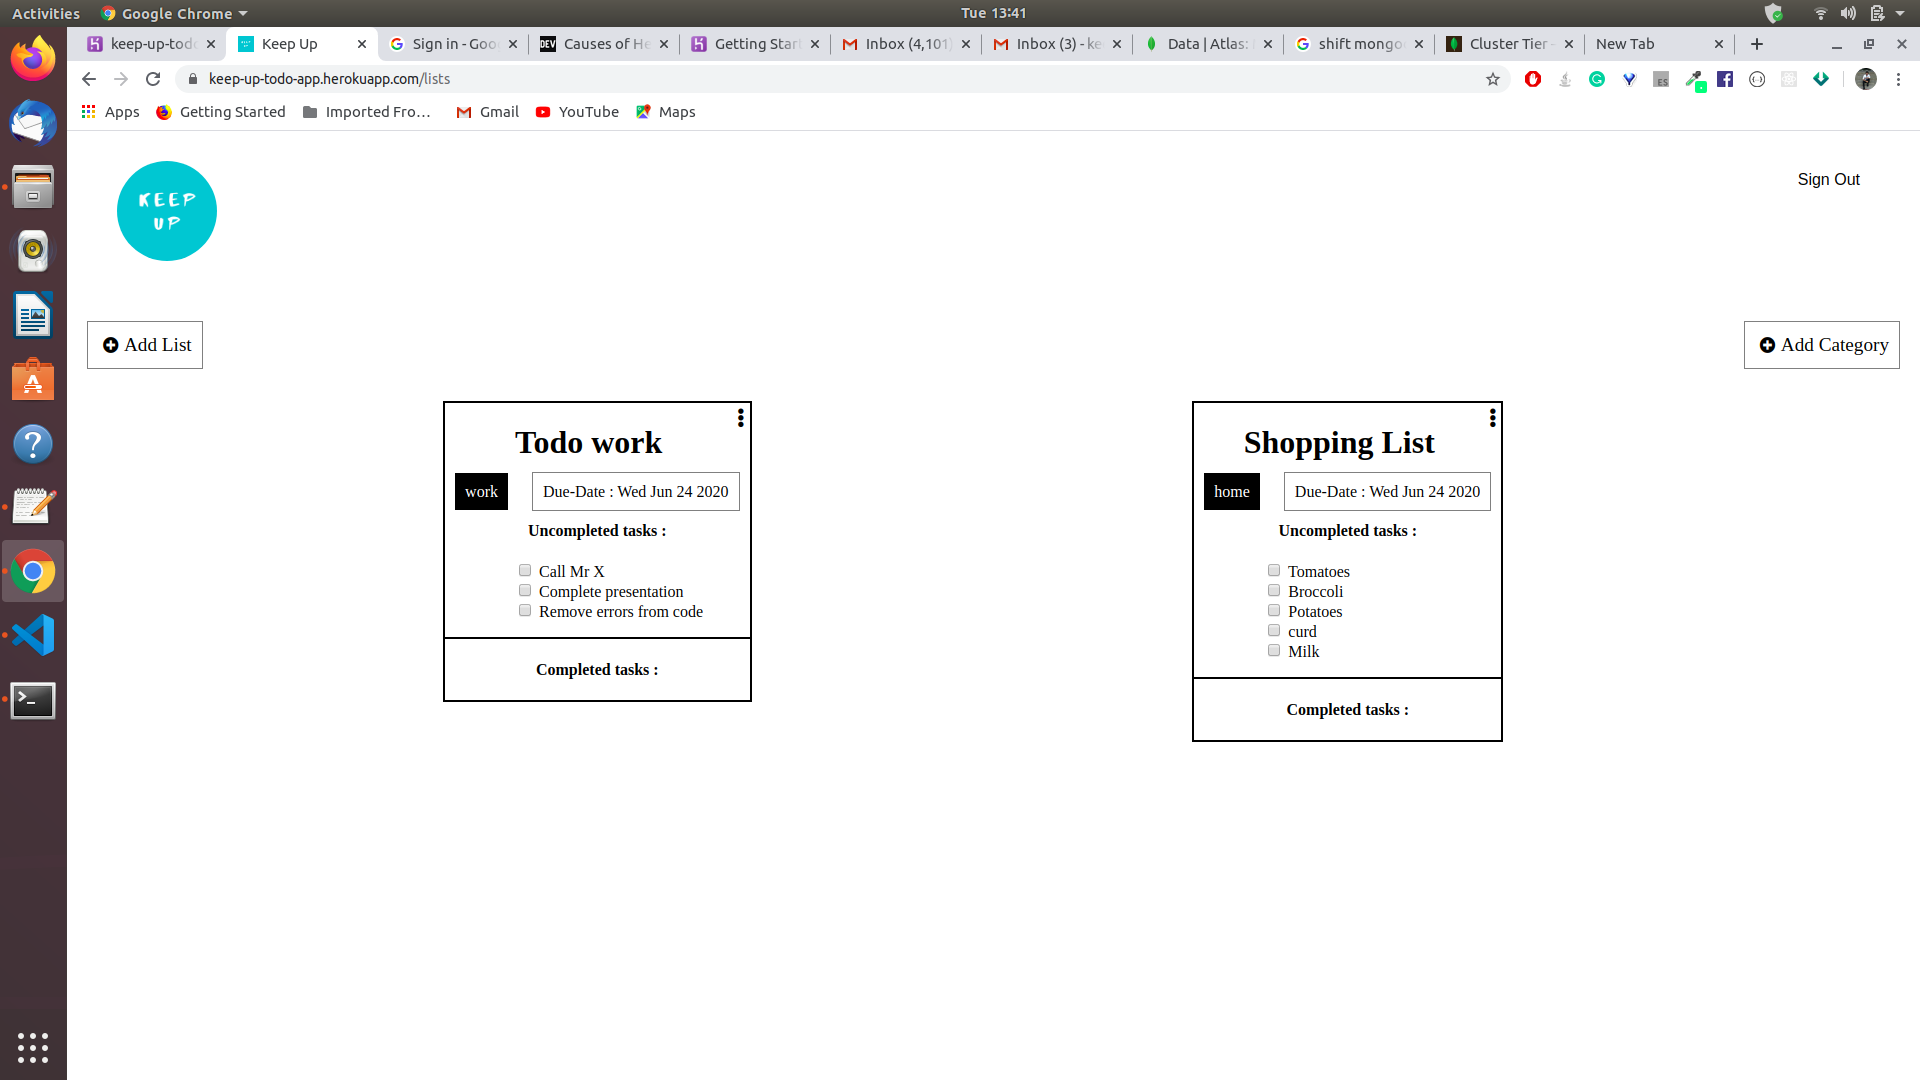 Activities
Google Chrome
Tue 13:41
keep-up-tod
Keep Up
Sign in - Goo
DEV
Causes of He
Getting Star
Inbox (4,101)
Inbox (3) - ke
Data | Atlas:
shift mongo
Cluster Tier -
New Tab
keep-up-todo-app.herokuapp.com/lists
ES
Apps
Getting Started
Imported Fro…
Gmail
YouTube
Maps
KEEP
UP
Sign Out
Add List
Add Category
Todo work
work
Due-Date : Wed Jun 24 2020
Uncompleted tasks :
Call Mr X
Complete presentation
Remove errors from code
Completed tasks :
Shopping List
home
Due-Date : Wed Jun 24 2020
Uncompleted tasks :
Tomatoes
Broccoli
Potatoes
curd
Milk
Completed tasks :